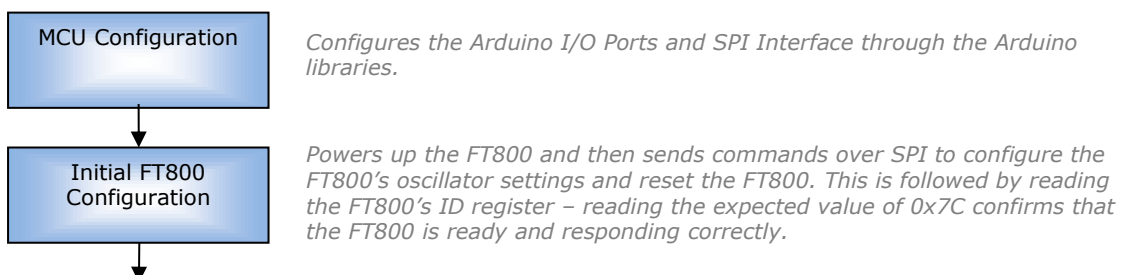 MCU Configuration
Configures the Arduino I/O Ports and SPI Interface through the Arduino
libraries.
Initial FT800
Configuration
Powers up the FT800 and then sends commands over SPI to configure the
FT800’s oscillator settings and reset the FT800. This is followed by reading
the FT800’s ID register – reading the expected value of 0x7C confirms that
the FT800 is ready and responding correctly.